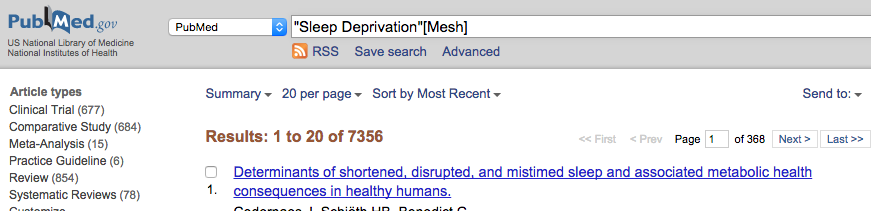 PubMed.gov
US National Library of Medicine
National Institutes of Health
PubMed
"Sleep Deprivation"[Mesh]
RSS Save search Advanced
Article types
Clinical Trial (677)
Comparative Study (684)
Meta-Analysis (15)
Practice Guideline (6)
Review (854)
Systematic Reviews (78)
Customize
Summary 20 per page Sort by Most Recent Send to:
Results: 1 to 20 of 7356
<< First < Prev Page 1 of 368 Next > Last >>
1. Determinants of shortened, disrupted, and mistimed sleep and associated metabolic health
consequences in healthy humans.